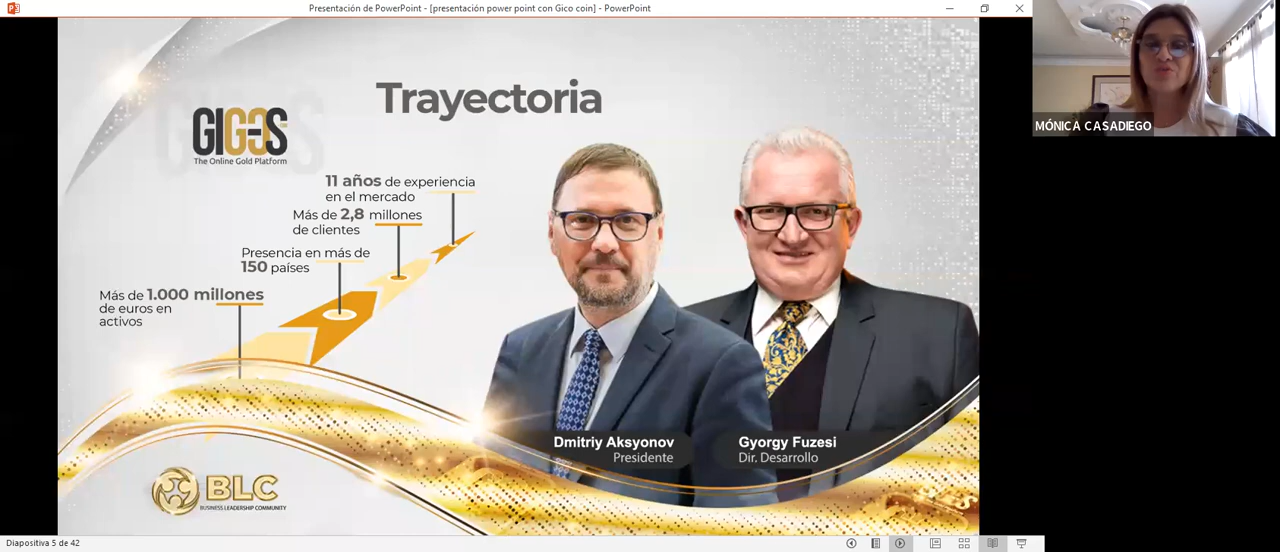 Presentación de PowerPoint - [presentación power point con Gico coin] - PowerPoint
Trayectoria
GIG-OS
The Online Gold Platform
11 años de experiencia
en el mercado
Más de 2,8 millones
de clientes
Presencia en más de
150 países
Más de 1.000 millones
de euros en
activos
Dmitriy Aksyonov
Presidente
Gyorgy Fuzesi
Dir. Desarrollo
BLC
BUSINESS LEADERSHIP COMMUNITY
MÓNICA CASADIEGO
Diapositiva 5 de 42